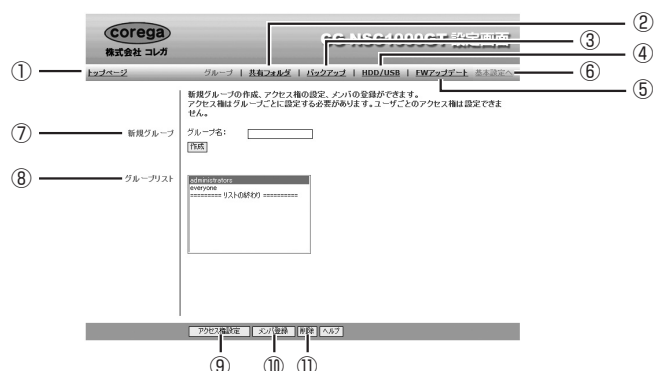 ②
corega
株式会社 コレガ
CG-NSC1000GT 設定画面
③
④
①
トップページ
グループ | 共有フォルダ | バックアップ | HDD/USB | FWアップデート 基本設定へ
⑥
⑤
新規グループの作成、アクセス権の設定、メンバの登録ができます。
アクセス権はグループごとに設定する必要があります。ユーザごとのアクセス権は設定できま
せん。
⑦
新規グループ
グループ名：
作成
⑧
グループリスト
administrators
everyone
========= リストの終わり ==========
アクセス権設定 メンバ登録 削除 ヘルプ
⑨ ⑩ ⑪